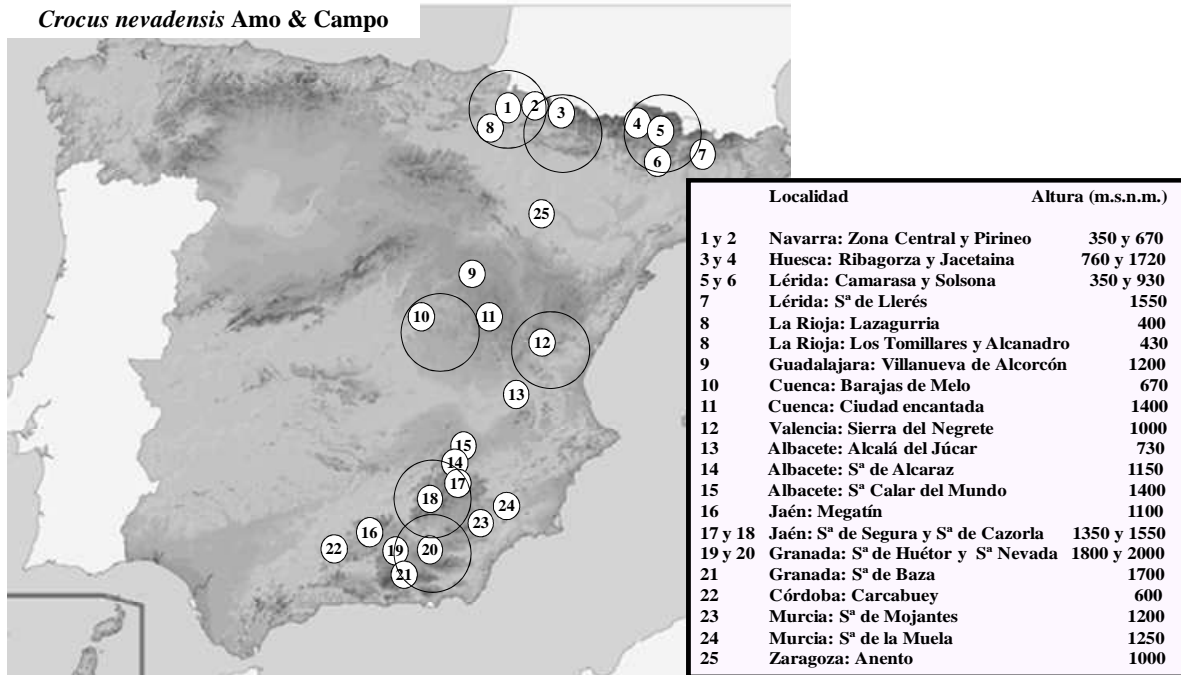 Crocus nevadensis Amo & Campo
1
2
3
4
5
8
6
7
25
9
10
11
12
13
15
14
17
18
24
16
23
22
19
20
21
Localidad Altura (m.s.n.m.)
1 y 2 Navarra: Zona Central y Pirineo 350 y 670
3 y 4 Huesca: Ribagorza y Jacetaina 760 y 1720
5 y 6 Lérida: Camarasa y Solsona 350 y 930
7 Lérida: Sª de Llerés 1550
8 La Rioja: Lazagurria 400
8 La Rioja: Los Tomillares y Alcanadro 430
9 Guadalajara: Villanueva de Alcorcón 1200
10 Cuenca: Barajas de Melo 670
11 Cuenca: Ciudad encantada 1400
12 Valencia: Sierra del Negrete 1000
13 Albacete: Alcalá del Júcar 730
14 Albacete: Sª de Alcaraz 1150
15 Albacete: Sª Calar del Mundo 1400
16 Jaén: Megatín 1100
17 y 18 Jaén: Sª de Segura y Sª de Cazorla 1350 y 1550
19 y 20 Granada: Sª de Huétor y Sª Nevada 1800 y 2000
21 Granada: Sª de Baza 1700
22 Córdoba: Carcabuey 600
23 Murcia: Sª de Mojantes 1200
24 Murcia: Sª de la Muela 1250
25 Zaragoza: Anento 1000